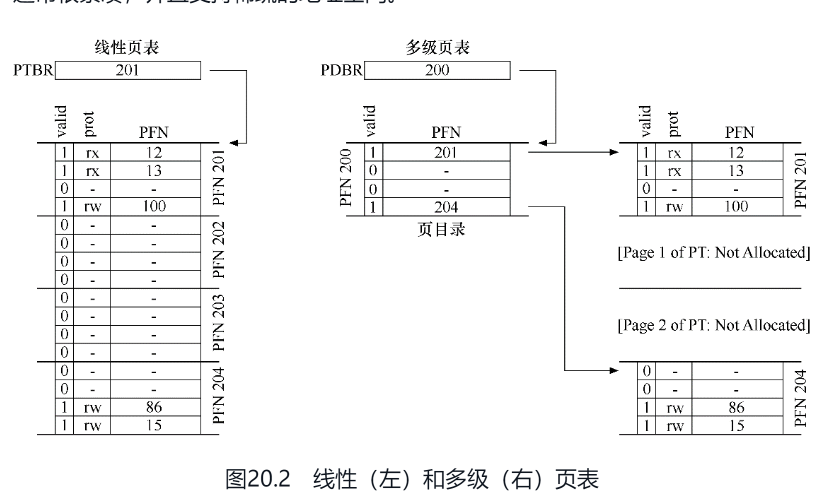 线性页表
PTBR 201
valid prot PFN
1 rx 12
1 rx 13
0 - -
1 rw 100
PFN 201
0 - -
0 - -
0 - -
0 - -
PFN 202
0 - -
0 - -
0 - -
0 - -
PFN 203
0 - -
0 - -
1 rw 86
1 rw 15
PFN 204
多级页表
PDBR 200
valid PFN
PFN 200
1 201
0 -
0 -
1 204
页目录
valid prot PFN
1 rx 12
1 rx 13
0 - -
1 rw 100
PFN 201
[Page 1 of PT: Not Allocated]
[Page 2 of PT: Not Allocated]
0 - -
0 - -
1 rw 86
1 rw 15
PFN 204
图20.2 线性（左）和多级（右）页表